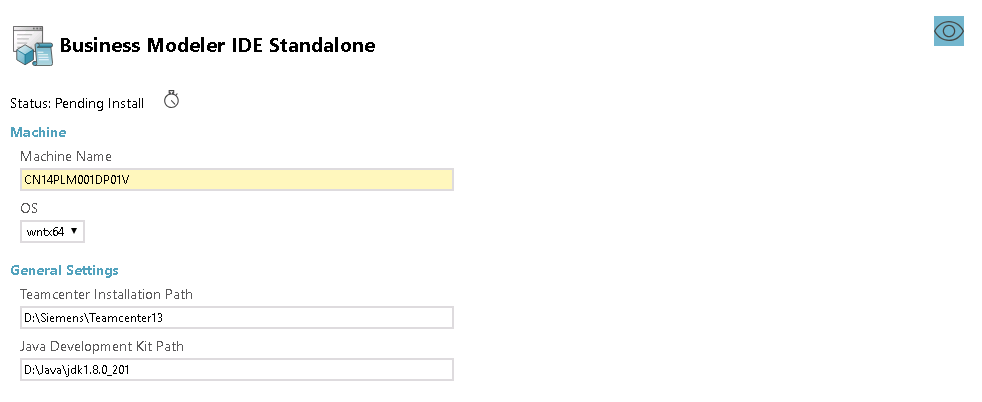 Business Modeler IDE Standalone
Status: Pending Install
Machine
Machine Name
CN14PLM001DP01V
OS
wntx64
General Settings
Teamcenter Installation Path
D:\Siemens\Teamcenter13
Java Development Kit Path
D:\Java\jdk1.8.0_201